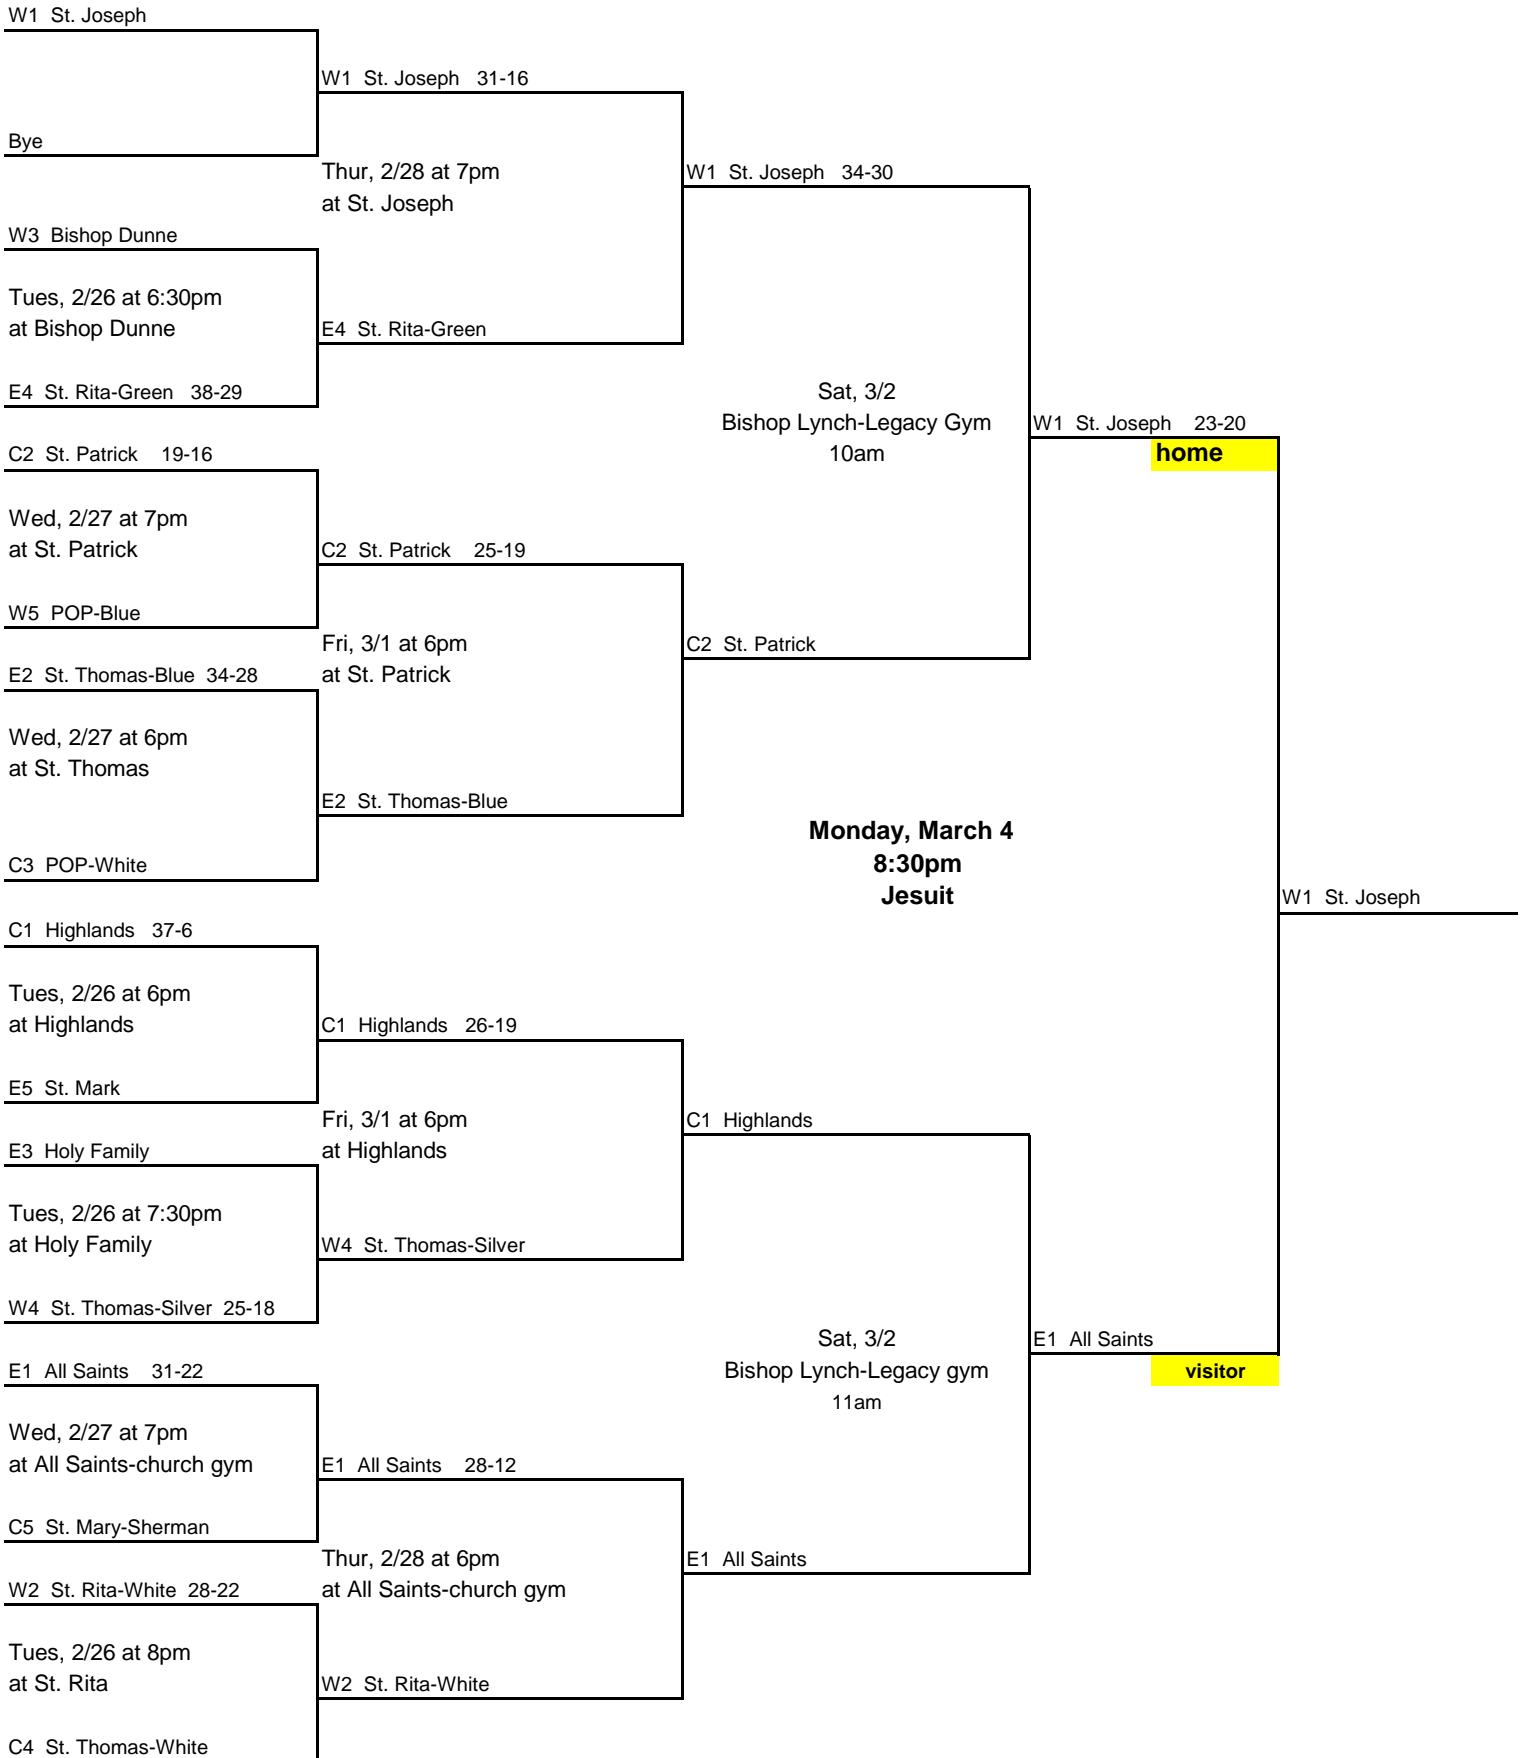 W1 St. Joseph
W1 St. Joseph 31-16
Bye
Thur, 2/28 at 7pm
at St. Joseph
W1 St. Joseph 34-30
W3 Bishop Dunne
Tues, 2/26 at 6:30pm
at Bishop Dunne
E4 St. Rita-Green
E4 St. Rita-Green 38-29
Sat, 3/2
Bishop Lynch-Legacy Gym
10am
W1 St. Joseph 23-20
home
C2 St. Patrick 19-16
Wed, 2/27 at 7pm
at St. Patrick
C2 St. Patrick 25-19
W5 POP-Blue
Fri, 3/1 at 6pm
at St. Patrick
C2 St. Patrick
E2 St. Thomas-Blue 34-28
Wed, 2/27 at 6pm
at St. Thomas
E2 St. Thomas-Blue
C3 POP-White
Monday, March 4
8:30pm
Jesuit
W1 St. Joseph
C1 Highlands 37-6
Tues, 2/26 at 6pm
at Highlands
C1 Highlands 26-19
E5 St. Mark
Fri, 3/1 at 6pm
at Highlands
C1 Highlands
E3 Holy Family
Tues, 2/26 at 7:30pm
at Holy Family
W4 St. Thomas-Silver
W4 St. Thomas-Silver 25-18
Sat, 3/2
Bishop Lynch-Legacy gym
11am
E1 All Saints
visitor
E1 All Saints 31-22
Wed, 2/27 at 7pm
at All Saints-church gym
E1 All Saints 28-12
C5 St. Mary-Sherman
Thur, 2/28 at 6pm
at All Saints-church gym
E1 All Saints
W2 St. Rita-White 28-22
Tues, 2/26 at 8pm
at St. Rita
W2 St. Rita-White
C4 St. Thomas-White